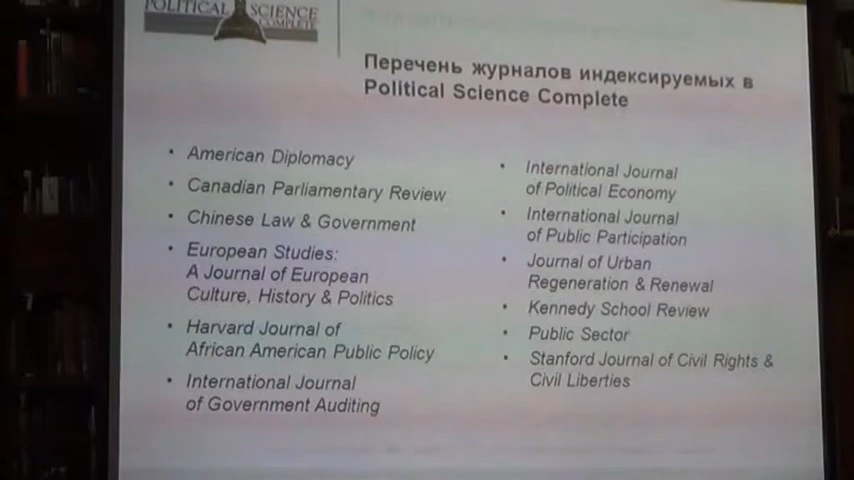 POLITICAL SCIENCE
COMPLETE
Перечень журналов индексируемых в
Political Science Complete
• American Diplomacy
• Canadian Parliamentary Review
• Chinese Law & Government
• European Studies:
A Journal of European
Culture, History & Politics
• Harvard Journal of
African American Public Policy
• International Journal
of Government Auditing
• International Journal
of Political Economy
• International Journal
of Public Participation
• Journal of Urban
Regeneration & Renewal
• Kennedy School Review
• Public Sector
• Stanford Journal of Civil Rights &
Civil Liberties